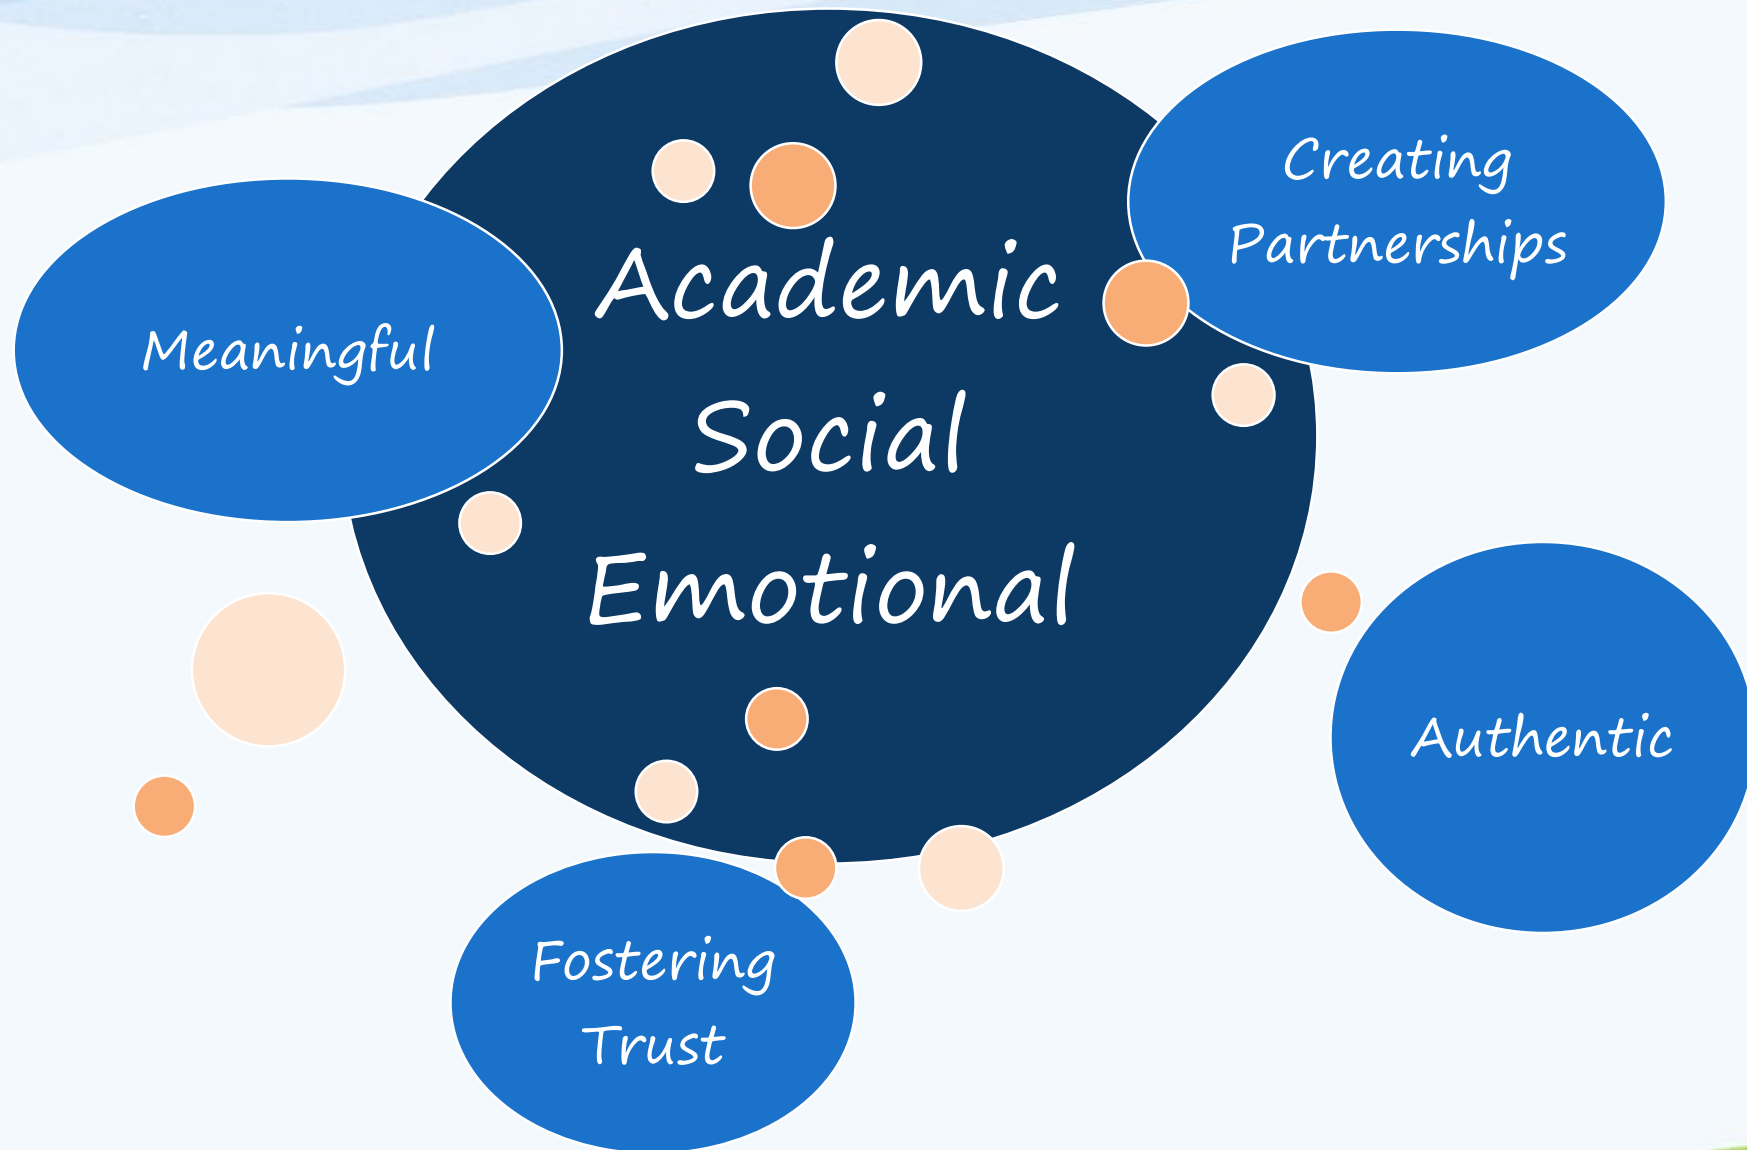 Academic
Social
Emotional
Creating
Partnerships
Meaningful
Authentic
Fostering
Trust